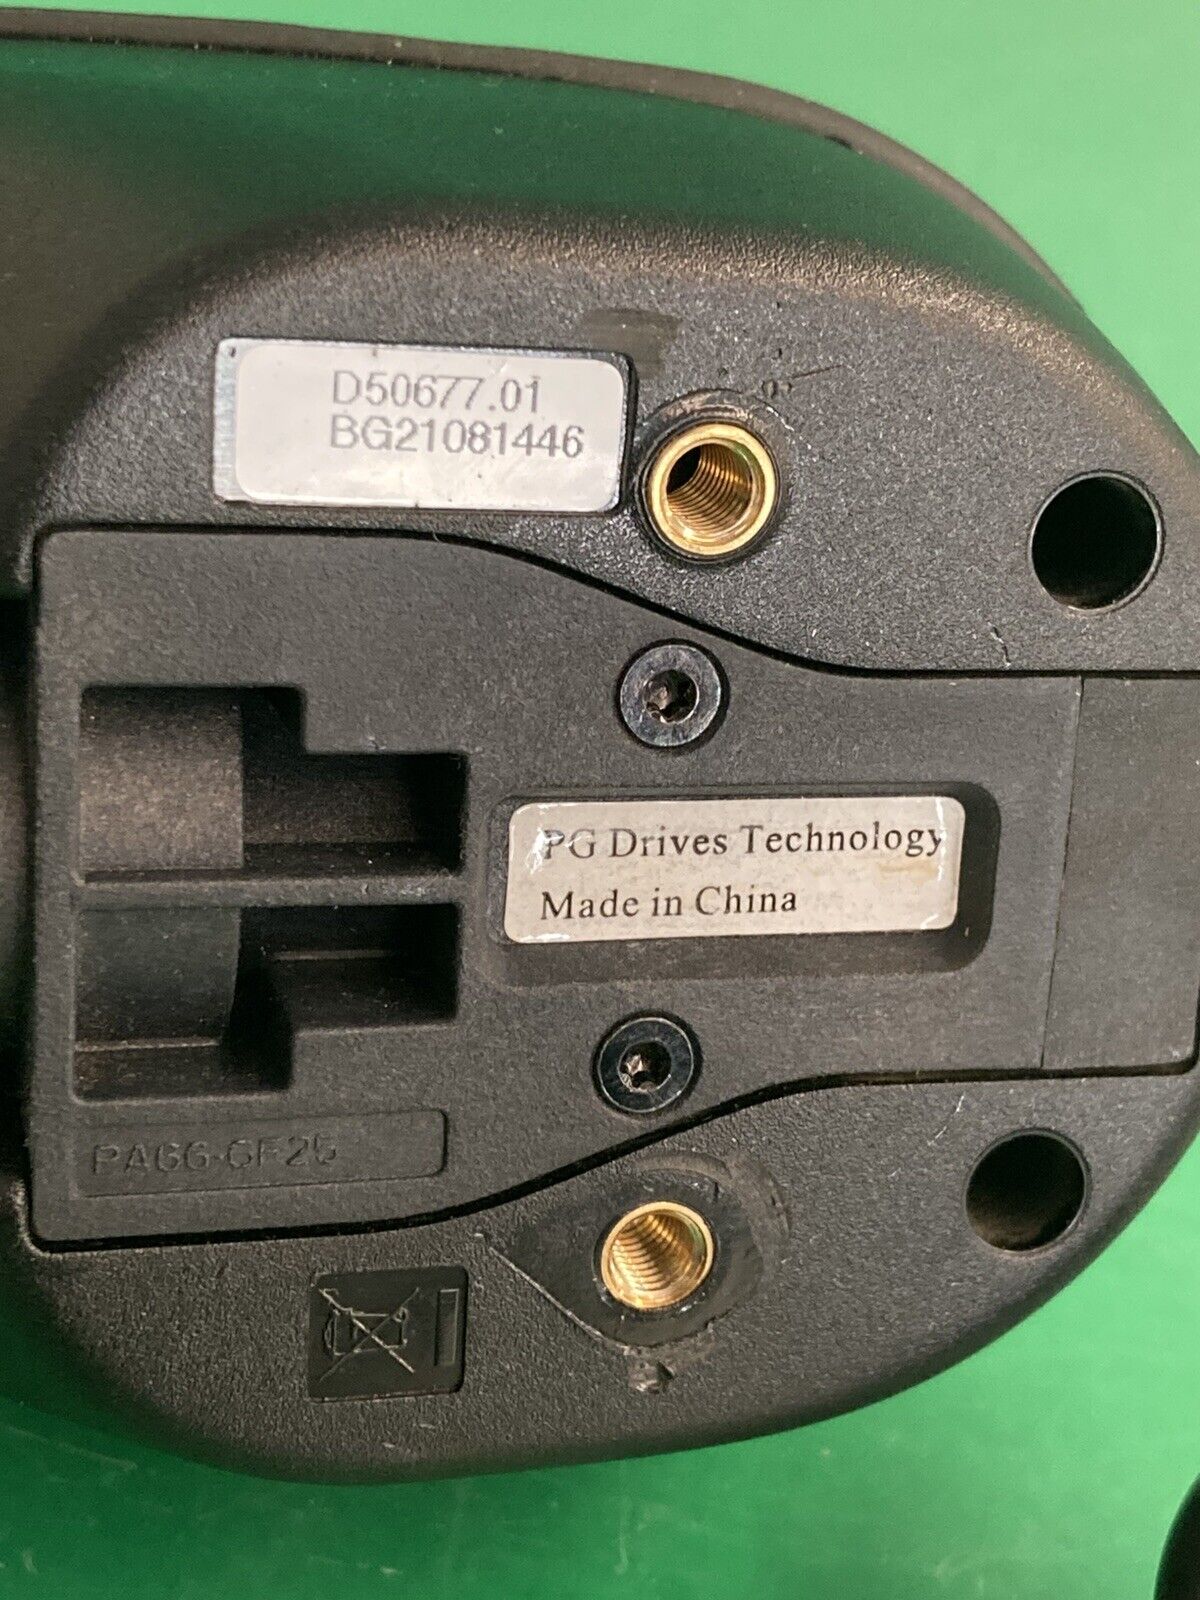 D50677.01
BG21081446
PG Drives Technology
Made in China
PA66-GF25